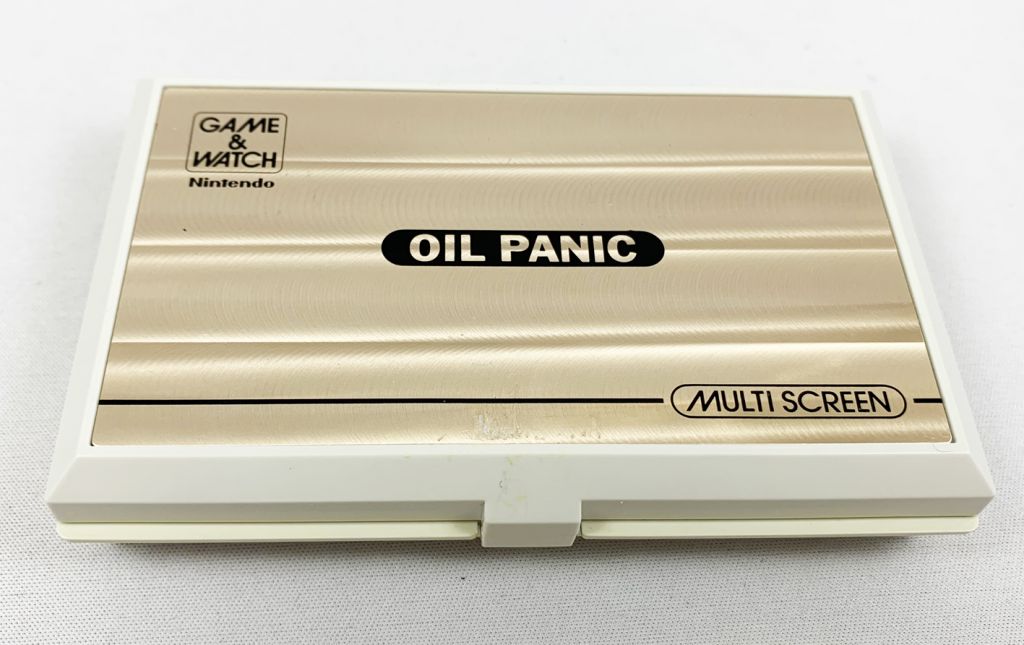 GAME
&
WATCH
Nintendo
OIL PANIC
MULTI SCREEN